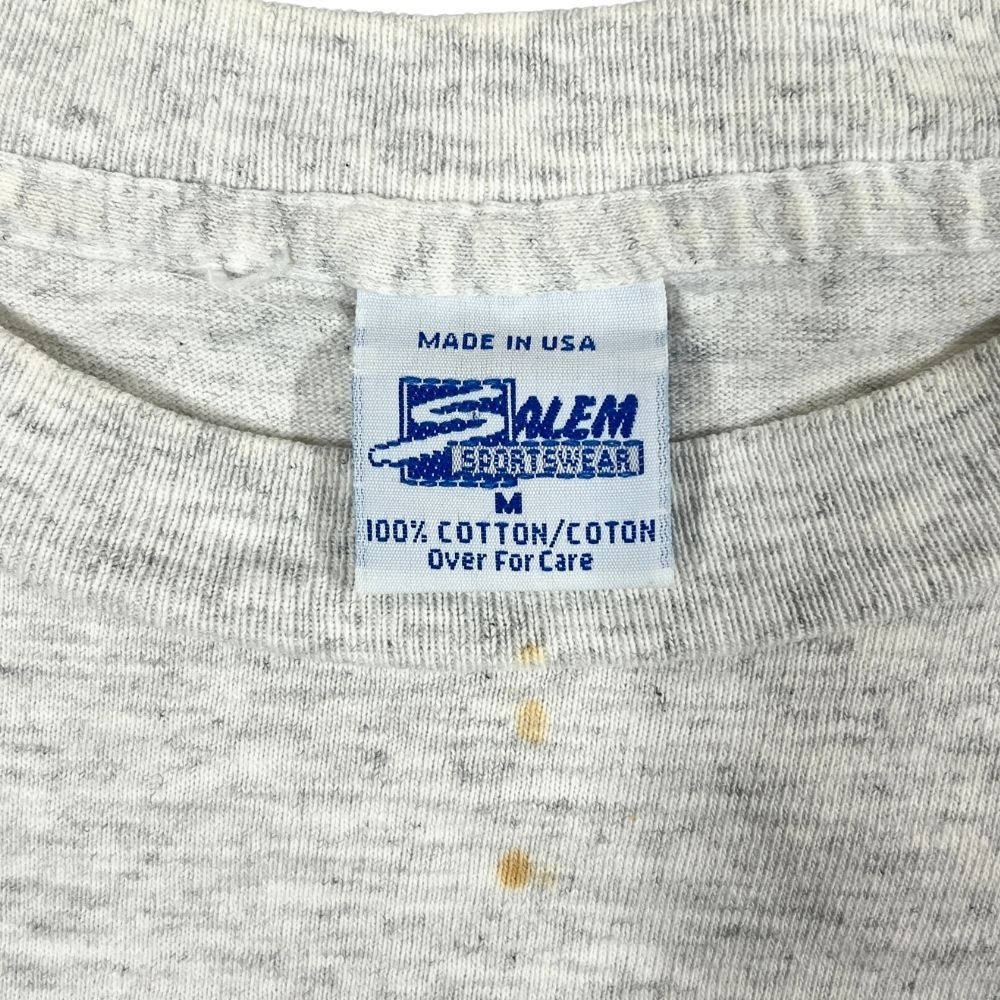 MADE IN USA
SALEM
SPORTSWEAR
M
100% COTTON/COTON
Over For Care